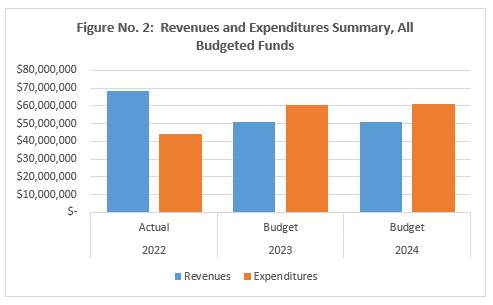 Figure No. 2:  Revenues and Expenditures Summary, All
Budgeted Funds
$80,000,000
$70,000,000
$60,000,000
$50,000,000
$40,000,000
$30,000,000
$20,000,000
$10,000,000
$-
Actual Budget Budget
2022 2023 2024
Revenues Expenditures